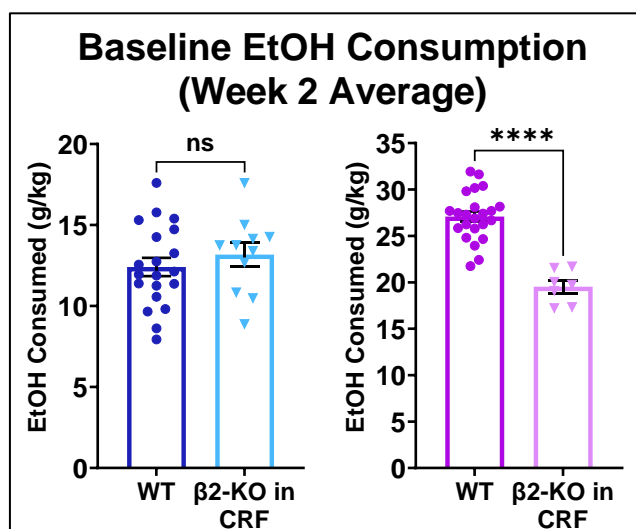 Baseline EtOH Consumption
(Week 2 Average)
EtOH Consumed (g/kg)
20
15
10
5
0
ns
WT
β2-KO in
CRF
EtOH Consumed (g/kg)
35
30
25
20
15
10
5
0
****
WT
β2-KO in
CRF